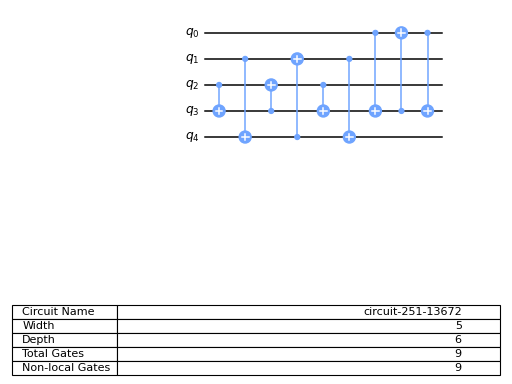 q0
q1
q2
q3
q4
Circuit Name circuit-251-13672
Width 5
Depth 6
Total Gates 9
Non-local Gates 9